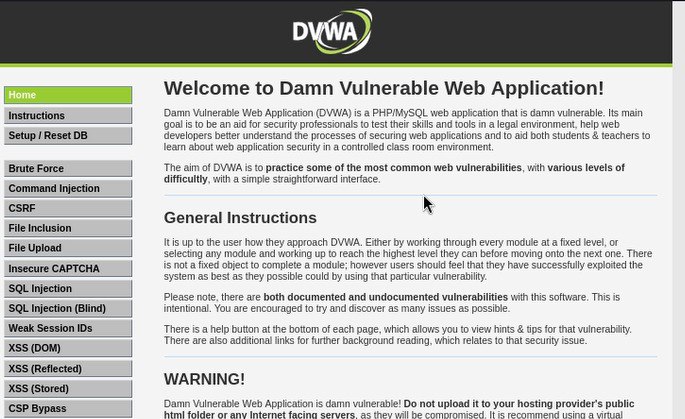 DVWA
Home
Instructions
Setup / Reset DB
Brute Force
Command Injection
CSRF
File Inclusion
File Upload
Insecure CAPTCHA
SQL Injection
SQL Injection (Blind)
Weak Session IDs
XSS (DOM)
XSS (Reflected)
XSS (Stored)
CSP Bypass
Welcome to Damn Vulnerable Web Application!
Damn Vulnerable Web Application (DVWA) is a PHP/MySQL web application that is damn vulnerable. Its main
goal is to be an aid for security professionals to test their skills and tools in a legal environment, help web
developers better understand the processes of securing web applications and to aid both students & teachers to
learn about web application security in a controlled class room environment.
The aim of DVWA is to practice some of the most common web vulnerabilities, with various levels of
difficultly, with a simple straightforward interface.
General Instructions
It is up to the user how they approach DVWA. Either by working through every module at a fixed level, or
selecting any module and working up to reach the highest level they can before moving onto the next one. There
is not a fixed object to complete a module; however users should feel that they have successfully exploited the
system as best as they possible could by using that particular vulnerability.
Please note, there are both documented and undocumented vulnerabilities with this software. This is
intentional. You are encouraged to try and discover as many issues as possible.
There is a help button at the bottom of each page, which allows you to view hints & tips for that vulnerability.
There are also additional links for further background reading, which relates to that security issue.
WARNING!
Damn Vulnerable Web Application is damn vulnerable! Do not upload it to your hosting provider's public
html folder or any Internet facing servers, as they will be compromised. It is recommend using a virtual